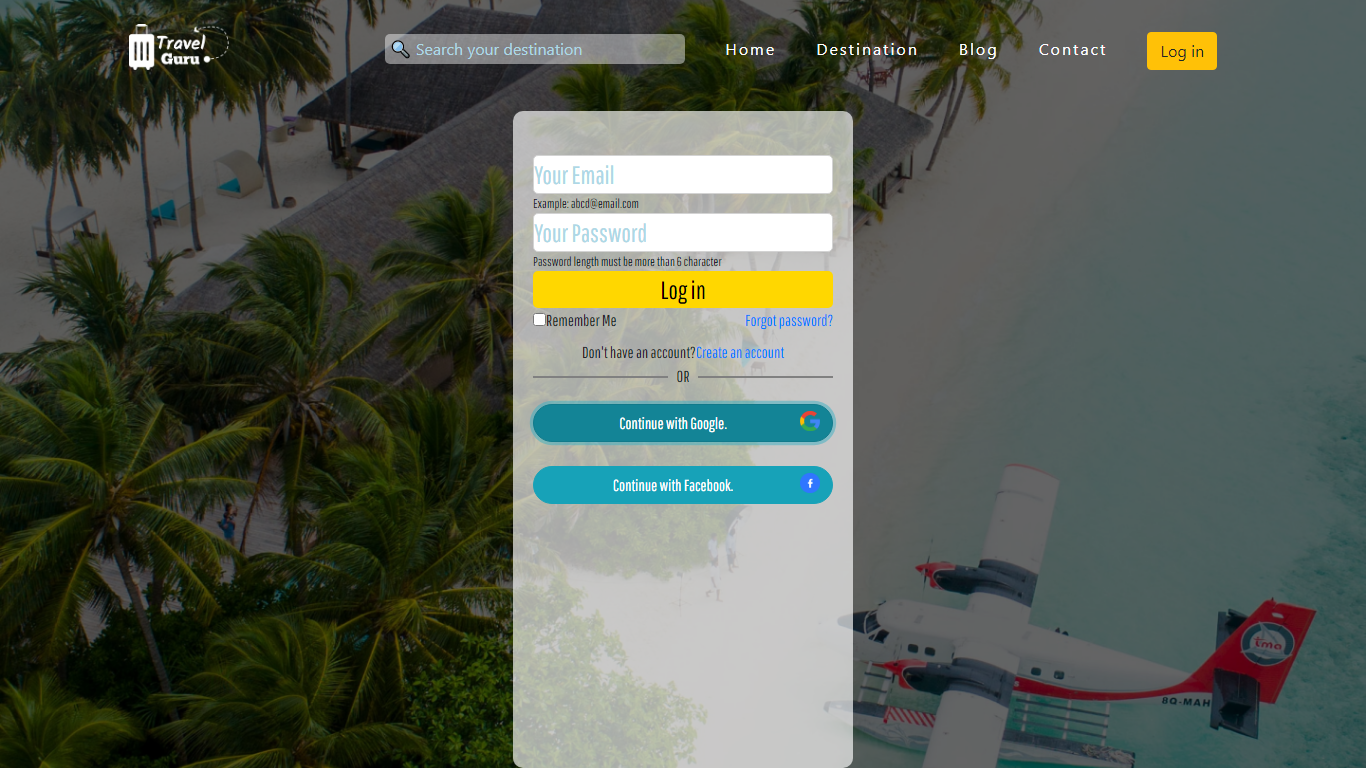 Travel
Guru
Search your destination
Home
Destination
Blog
Contact
Log in
Your Email
Example: abcd@email.com
Your Password
Password length must be more than 6 character
Log in
Remember Me
Forgot password?
Don't have an account?Create an account
OR
Continue with Google.
Continue with Facebook.
tma
8Q-MAH